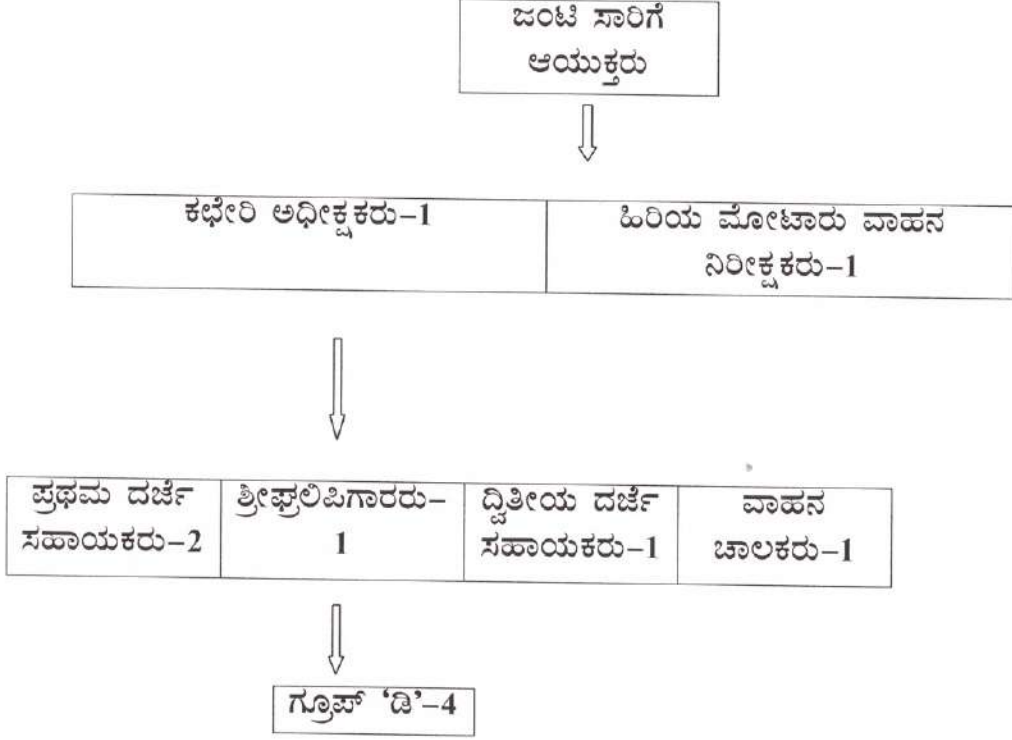 ಜಂಟಿ ಸಾರಿಗೆ
ಆಯುಕ್ತರು
ಕಛೇರಿ ಅಧೀಕ್ಷಕರು-1
ಹಿರಿಯ ಮೋಟಾರು ವಾಹನ
ನಿರೀಕ್ಷಕರು-1
ಪ್ರಥಮ ದರ್ಜೆ
ಸಹಾಯಕರು-2
ಶ್ರೀಘ್ರಲಿಪಿಗಾರರು-
1
ದ್ವಿತೀಯ ದರ್ಜೆ
ಸಹಾಯಕರು-1
ವಾಹನ
ಚಾಲಕರು-1
ಗ್ರೂಪ್ ‘ಡಿ’-4